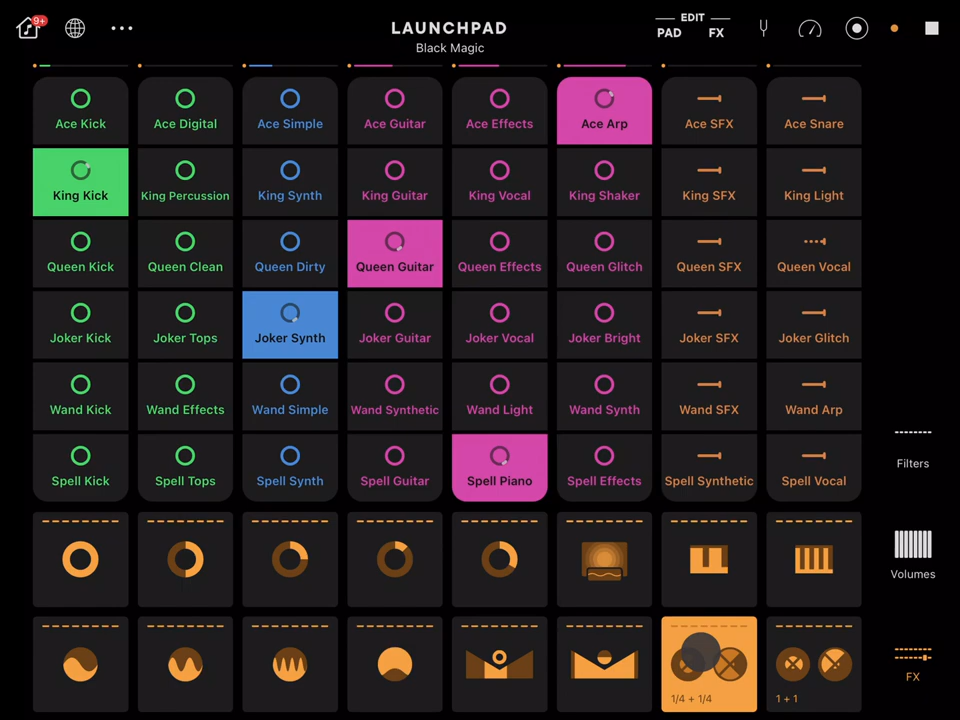 9+
LAUNCHPAD
Black Magic
EDIT
PAD FX
Ace Kick Ace Digital Ace Simple Ace Guitar Ace Effects Ace Arp Ace SFX Ace Snare
King Kick King Percussion King Synth King Guitar King Vocal King Shaker King SFX King Light
Queen Kick Queen Clean Queen Dirty Queen Guitar Queen Effects Queen Glitch Queen SFX Queen Vocal
Joker Kick Joker Tops Joker Synth Joker Guitar Joker Vocal Joker Bright Joker SFX Joker Glitch
Wand Kick Wand Effects Wand Simple Wand Synthetic Wand Light Wand Synth Wand SFX Wand Arp
Filters
Spell Kick Spell Tops Spell Synth Spell Guitar Spell Piano Spell Effects Spell Synthetic Spell Vocal
Volumes
FX
1/4 + 1/4 1 + 1